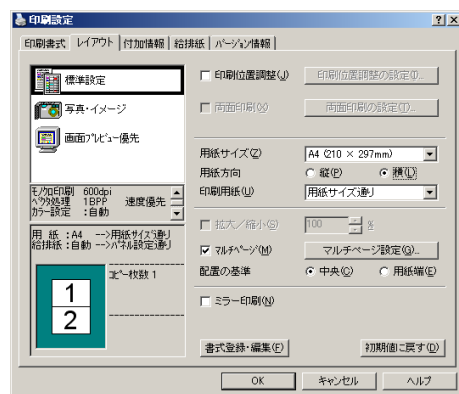 印刷設定
印刷書式 レイアウト 付加情報 給排紙 バージョン情報
標準設定
写真・イメージ
画面プレビュー優先
モノクロ印刷 600dpi
ベタ処理 1BPP 速度優先
カラー設定 :自動
用 紙 :A4 -->用紙サイズ通り
給排紙 :自動 -->パネル設定通り
コピー枚数 1
1
2
印刷位置調整(J) 印刷位置調整の設定(D)...
両面印刷(X) 両面印刷の設定(T)...
用紙サイズ(Z) A4 (210 × 297mm)
用紙方向 縦(P) 横(L)
印刷用紙(U) 用紙サイズ通り
拡大/縮小(S) 100 %
マルチページ(M) マルチページ設定(G)...
配置の基準 中央(C) 用紙端(E)
ミラー印刷(N)
書式登録・編集(F) 初期値に戻す(D)
OK キャンセル ヘルプ